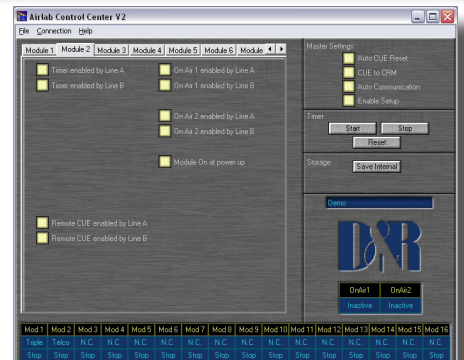 Airlab Control Center V2
File Connection Help
Module 1 Module 2 Module 3 Module 4 Module 5 Module 6 Module
Timer enabled by Line A
Timer enabled by Line B
On Air 1 enabled by Line A
On Air 1 enabled by Line B
On Air 2 enabled by Line A
On Air 2 enabled by Line B
Module On at power up
Remote CUE enabled by Line A
Remote CUE enabled by Line B
Master Settings
Auto CUE Reset
CUE to CRM
Auto Communication
Enable Setup
Timer
Start Stop
Reset
Storage
Save Internal
Demo
D&R
OnAir1 OnAir2
Inactive Inactive
Mod 1 Mod 2 Mod 3 Mod 4 Mod 5 Mod 6 Mod 7 Mod 8 Mod 9 Mod 10 Mod 11 Mod 12 Mod 13 Mod 14 Mod 15 Mod 16
Triple Telco N.C. N.C. N.C. N.C. N.C. N.C. N.C. N.C. N.C. N.C. N.C. N.C. N.C. N.C.
Stop Stop Stop Stop Stop Stop Stop Stop Stop Stop Stop Stop Stop Stop Stop Stop